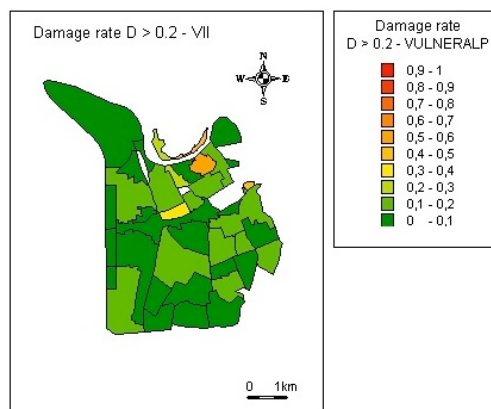 Damage rate D > 0.2 - VII
N
W E
S
0 1km
Damage rate
D > 0.2 - VULNERALP
0,9 - 1
0,8 - 0,9
0,7 - 0,8
0,6 - 0,7
0,5 - 0,6
0,4 - 0,5
0,3 - 0,4
0,2 - 0,3
0,1 - 0,2
0 - 0,1